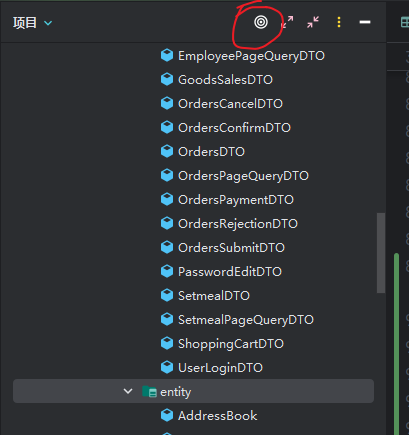 项目
EmployeePageQueryDTO
GoodsSalesDTO
OrdersCancelDTO
OrdersConfirmDTO
OrdersDTO
OrdersPageQueryDTO
OrdersPaymentDTO
OrdersRejectionDTO
OrdersSubmitDTO
PasswordEditDTO
SetmealDTO
SetmealPageQueryDTO
ShoppingCartDTO
UserLoginDTO
entity
AddressBook